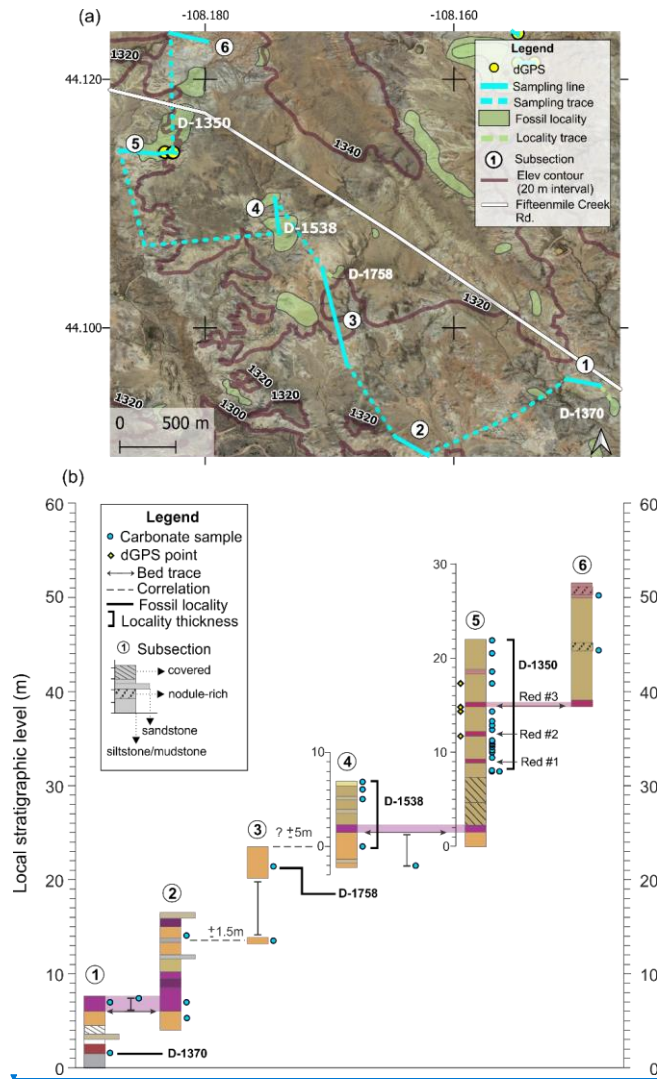 (a)
-108.180
-108.160
44.120
44.100
6
D-1350
5
4
D-1538
D-1758
3
1
D-1370
2
1320
1340
1320
1320
1320
1300
1320
0 500 m
Legend
dGPS
Sampling line
Sampling trace
Fossil locality
Locality trace
1 Subsection
Elev contour
(20 m interval)
Fifteenmile Creek
Rd.
(b)
Local stratigraphic level (m)
60
50
40
30
20
10
0
Legend
Carbonate sample
dGPS point
Bed trace
Correlation
Fossil locality
Locality thickness
1 Subsection
covered
nodule-rich
sandstone
siltstone/mudstone
1
D-1370
2
±1.5m
3
D-1758
? ±5m
4
10
0
D-1538
5
30
20
10
0
D-1350
Red #3
Red #2
Red #1
6
60
50
40
30
20
10
0